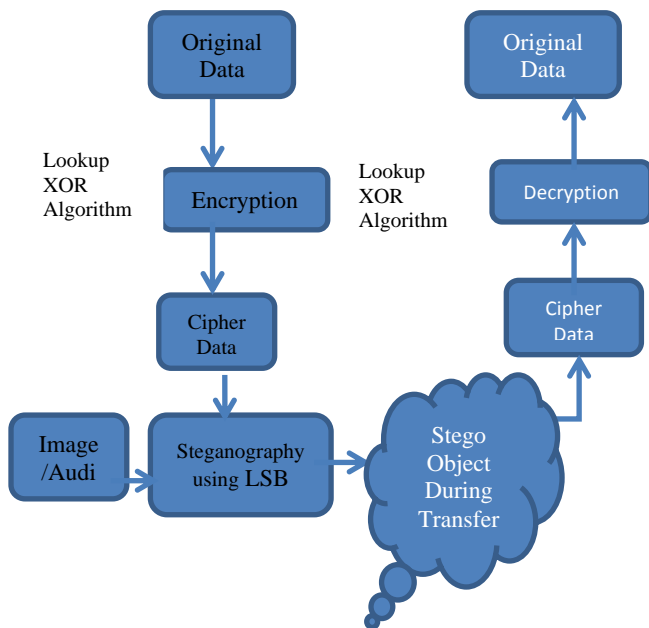 Original
Data
Lookup
XOR
Algorithm
Encryption
Cipher
Data
Image
/Audi
Steganography
using LSB
Stego
Object
During
Transfer
Cipher
Data
Lookup
XOR
Algorithm
Decryption
Original
Data